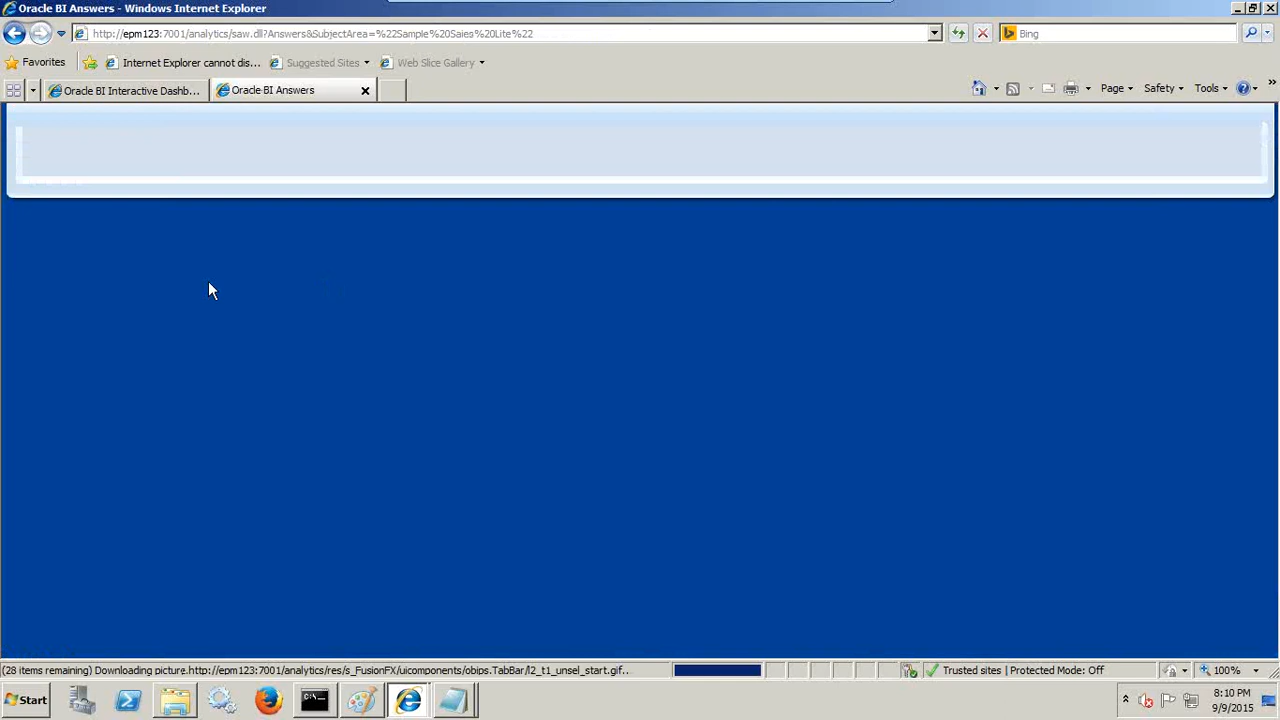 Oracle BI Answers - Windows Internet Explorer
http://epm123:7001/analytics/saw.dll?Answers&SubjectArea=%22Sample%20Sales%20Lite%22
Bing
Favorites
Internet Explorer cannot dis...
Suggested Sites
Web Slice Gallery
Oracle BI Interactive Dashb...
Oracle BI Answers
Page
Safety
Tools
»
(28 items remaining) Downloading picture http://epm123:7001/analytics/res/s_FusionFX/uicomponents/obips.TabBar/l2_t1_unsel_start.gif...
Trusted sites | Protected Mode: Off
100%
Start
C:\.
8:10 PM
9/9/2015